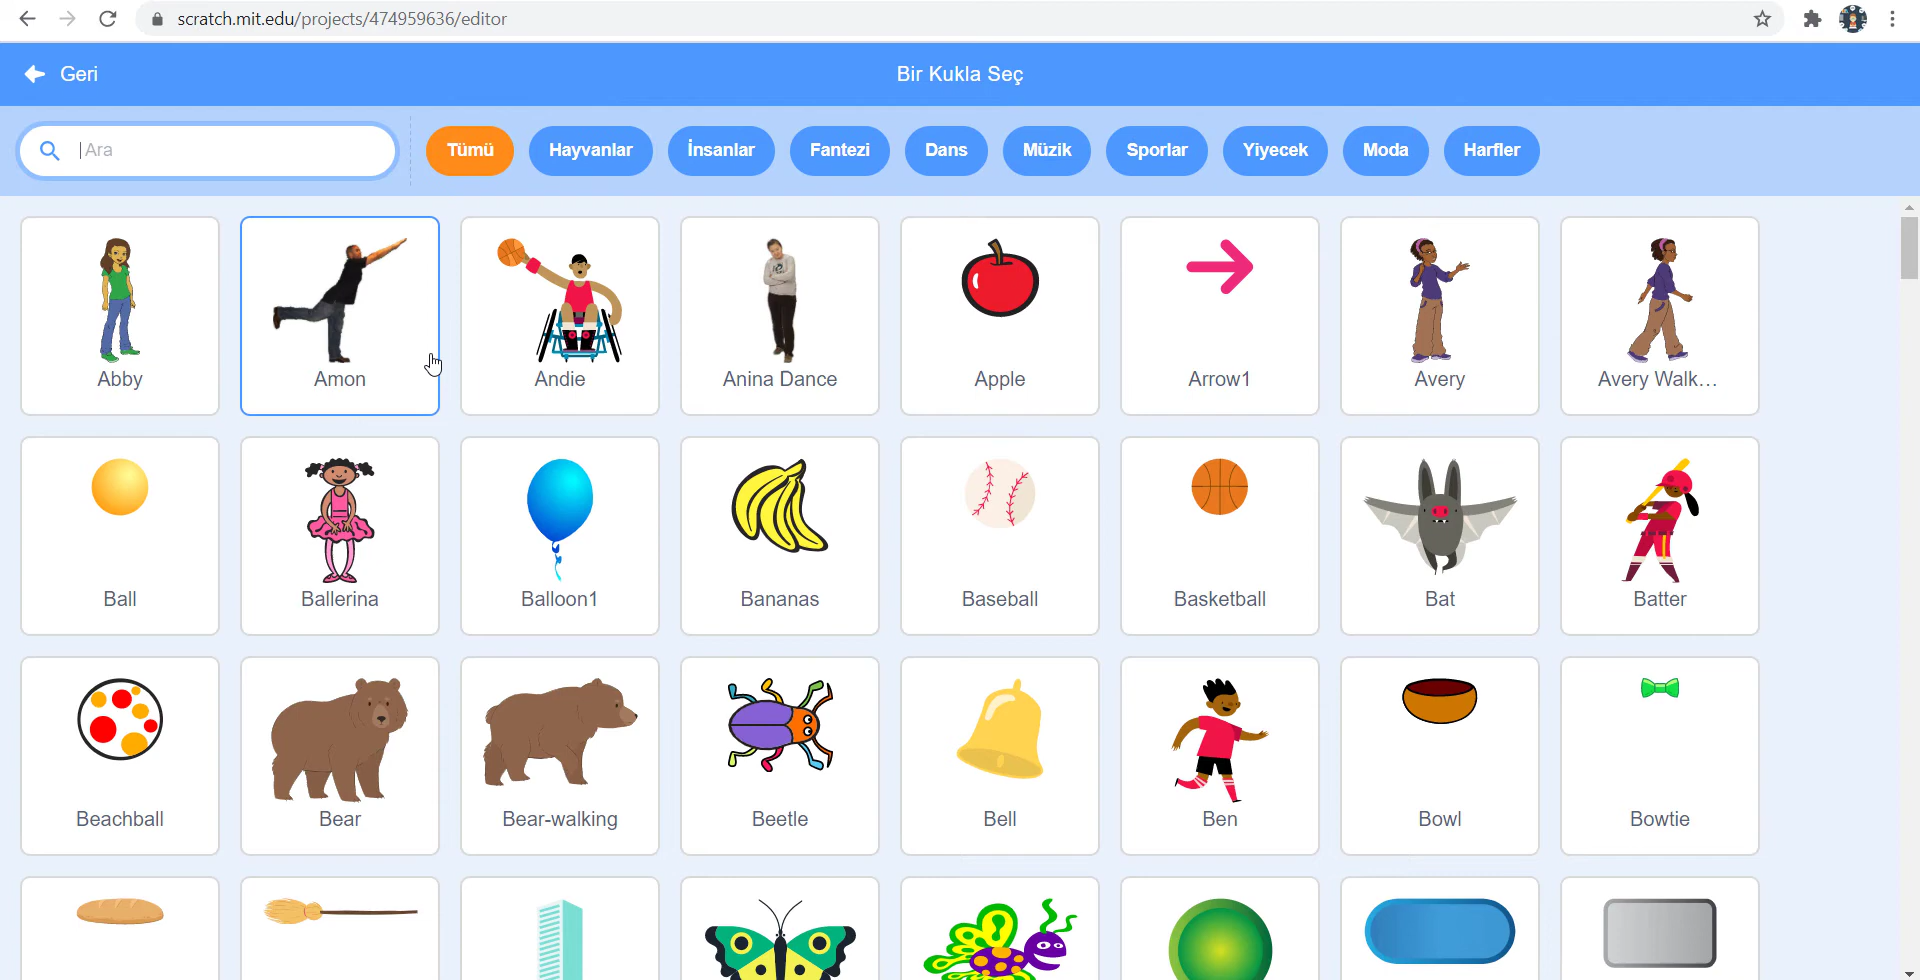 scratch.mit.edu/projects/474959636/editor
Geri
Bir Kukla Seç
Ara
Tümü
Hayvanlar
İnsanlar
Fantezi
Dans
Müzik
Sporlar
Yiyecek
Moda
Harfler
Abby
Amon
Andie
Anina Dance
Apple
Arrow1
Avery
Avery Walk...
Ball
Ballerina
Balloon1
Bananas
Baseball
Basketball
Bat
Batter
Beachball
Bear
Bear-walking
Beetle
Bell
Ben
Bowl
Bowtie